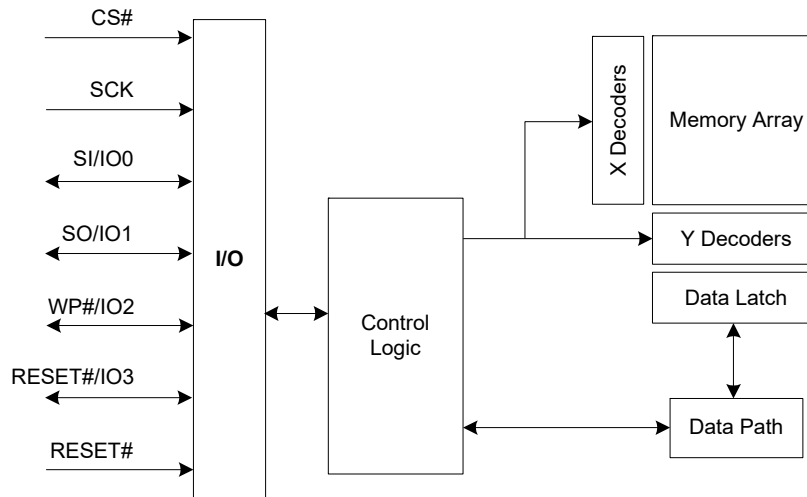 CS#
SCK
SI/IO0
SO/IO1
WP#/IO2
RESET#/IO3
RESET#
I/O
Control
Logic
X Decoders
Memory Array
Y Decoders
Data Latch
Data Path